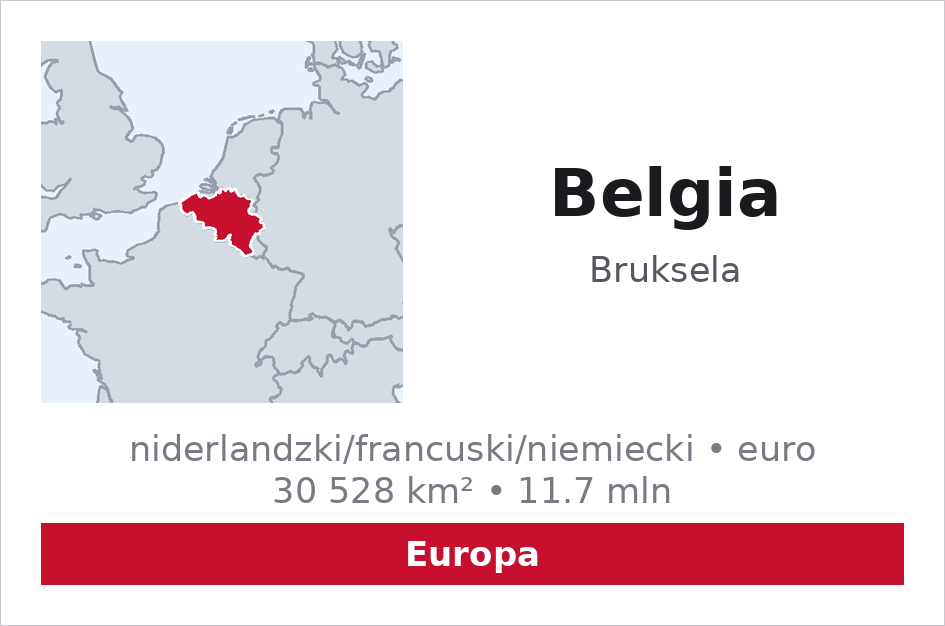 Belgia
Bruksela
niderlandzki/francuski/niemiecki • euro
30 528 km² • 11.7 mln
Europa